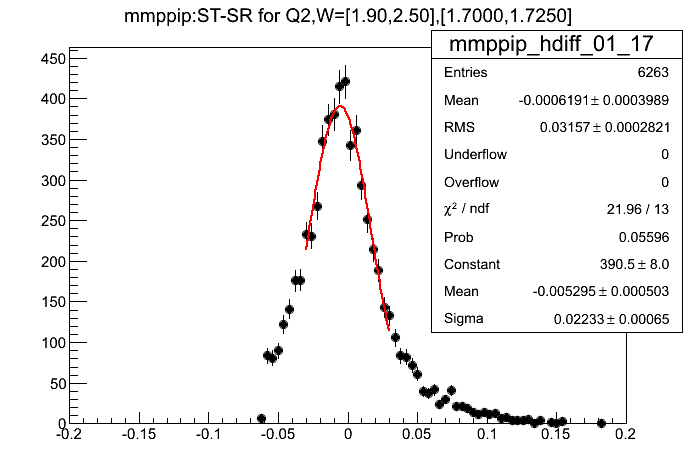 mmppip:ST-SR for Q2,W=[1.90,2.50],[1.7000,1.7250]
mmppip_hdiff_01_17
Entries 6263
Mean -0.0006191 ± 0.0003989
RMS 0.03157 ± 0.0002821
Underflow 0
Overflow 0
χ² / ndf 21.96 / 13
Prob 0.05596
Constant 390.5 ± 8.0
Mean -0.005295 ± 0.000503
Sigma 0.02233 ± 0.00065
450
400
350
300
250
200
150
100
50
0
-0.2 -0.15 -0.1 -0.05 0 0.05 0.1 0.15 0.2